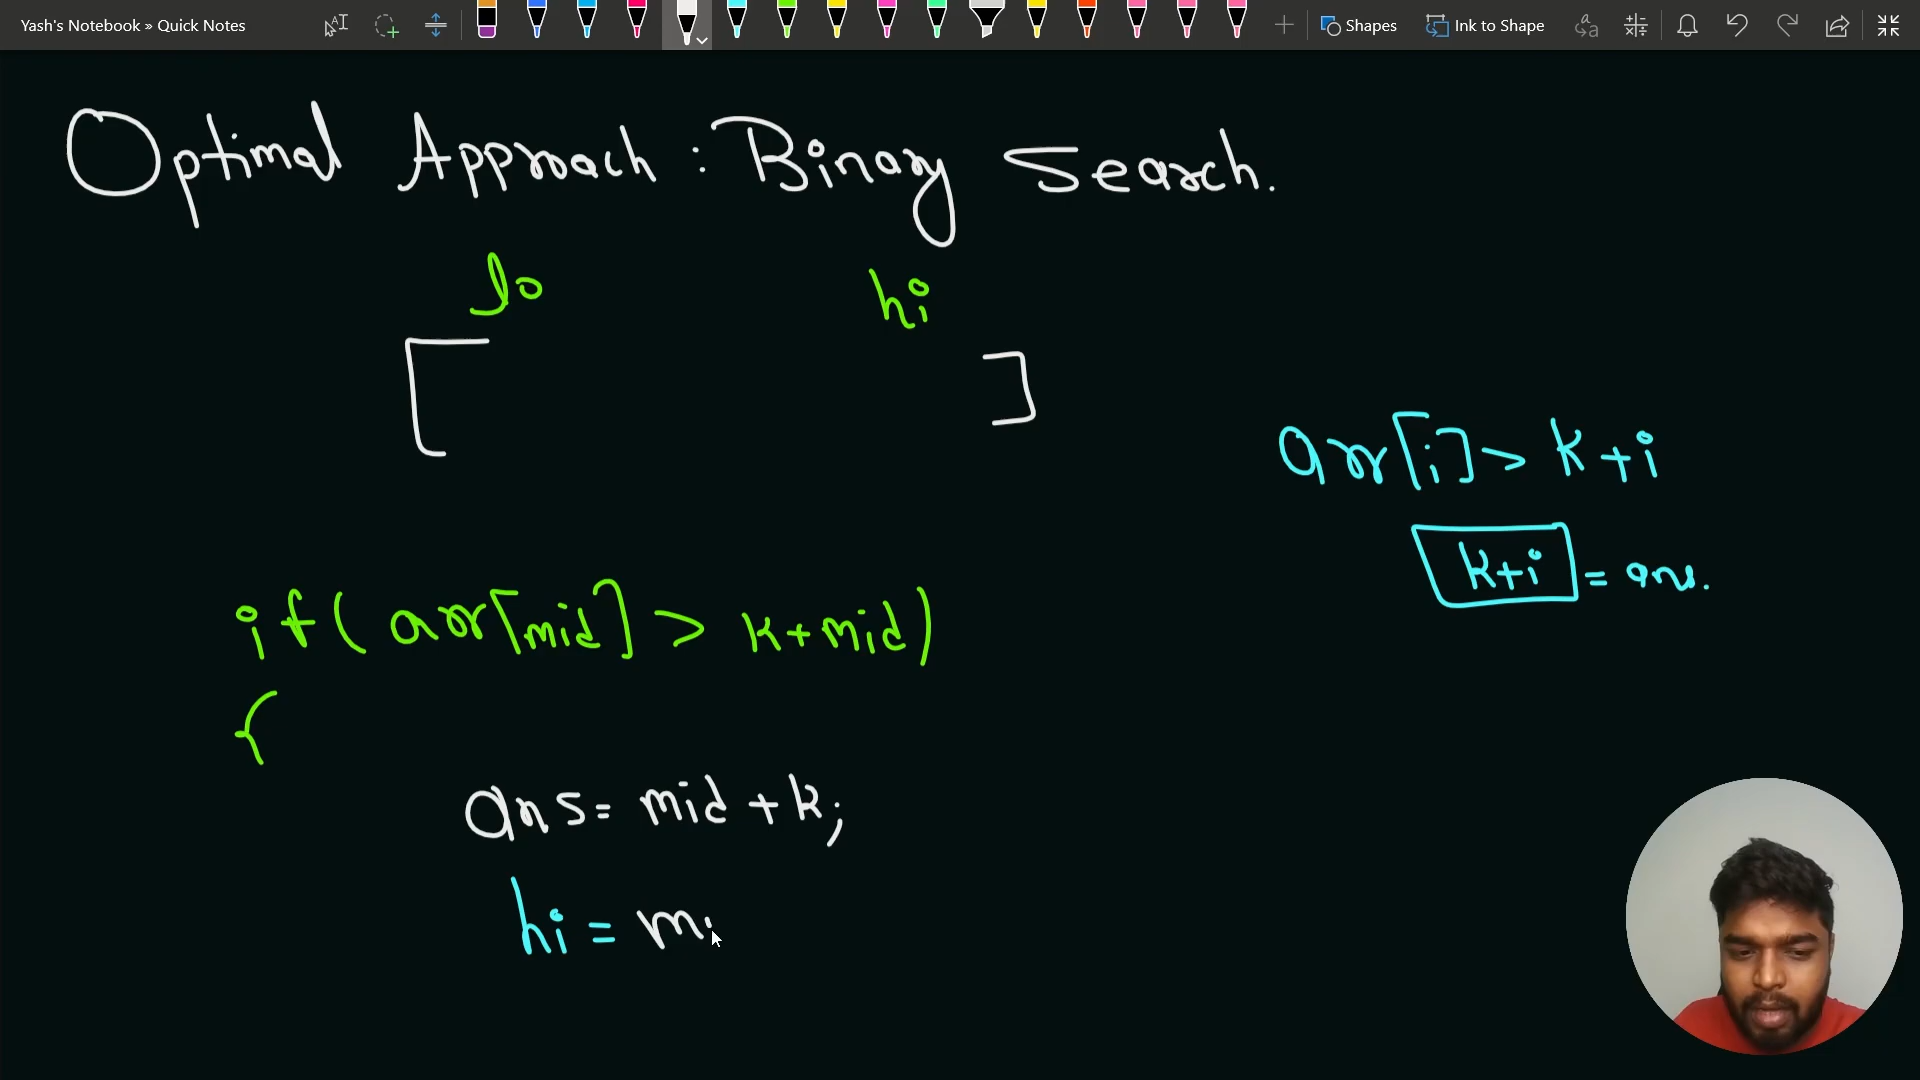 Yash's Notebook » Quick Notes
Shapes
Ink to Shape
Optimal Approach : Binary Search.
lo hi
[ ]
arr[i] > k+i
k+i = ans.
if( arr[mid] > k+mid)
{
ans= mid + k;
hi = mi